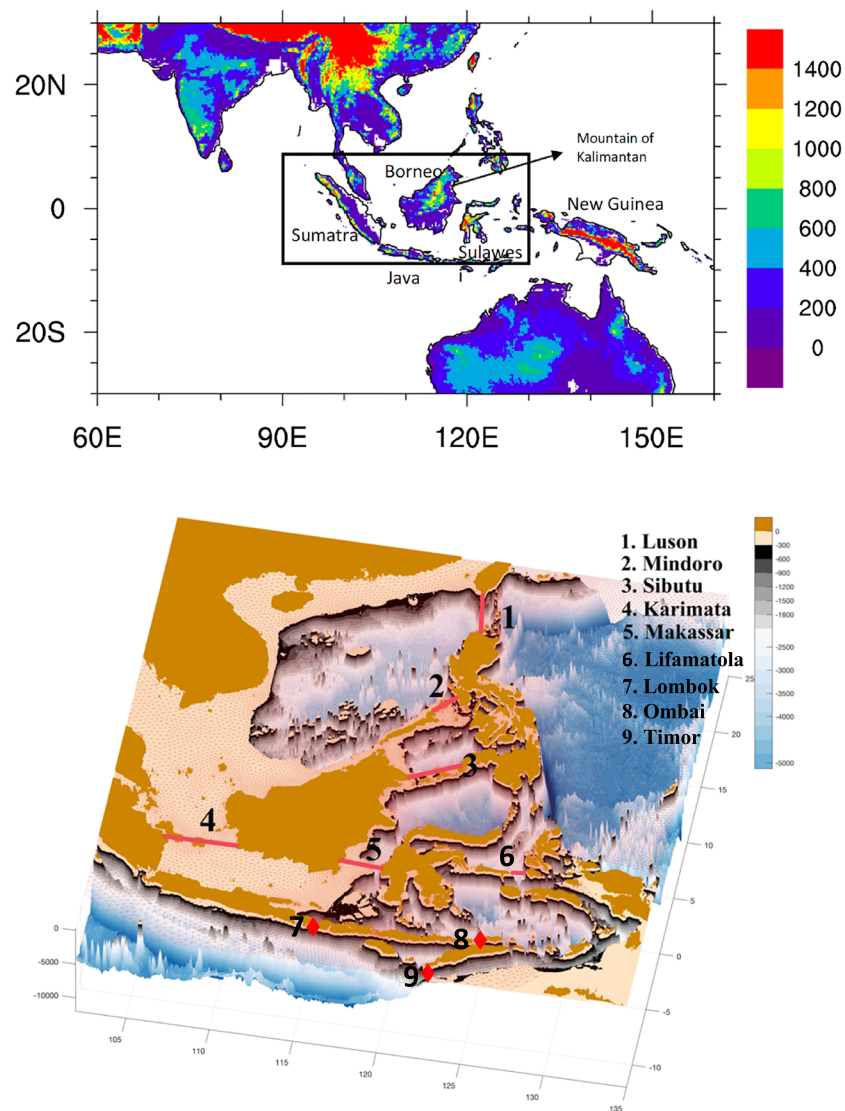 20N
0
20S
60E
90E
120E
150E
J
Borneo
Mountain of
Kalimantan
New Guinea
Sumatra
Sulawes
i
Java
1400
1200
1000
800
600
400
200
0
1. Luson
2. Mindoro
3. Sibutu
4. Karimata
5. Makassar
6. Lifamatola
7. Lombok
8. Ombai
9. Timor
1
2
3
4
5
6
7
8
9
0
-300
-600
-900
-1200
-1500
-1800
-2500
-3000
-3500
-4000
-5000
25
20
15
10
5
0
-5
-10
0
-5000
-10000
105
110
115
120
125
130
135